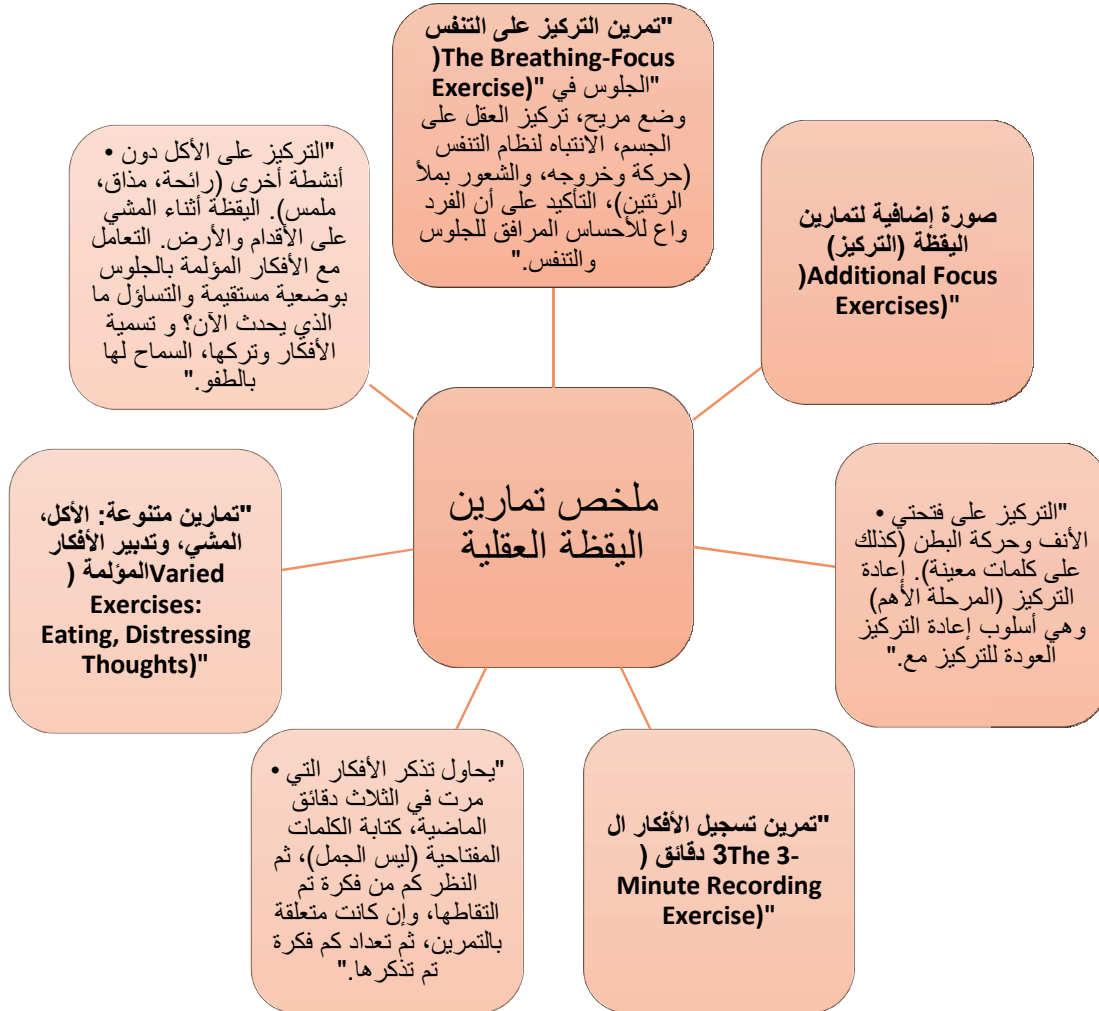 "تمرين التركيز على التنفس
(The Breathing-Focus
Exercise)" "الجلوس في
وضع مريح، تركيز العقل على
الجسم، الانتباه لنظام التنفس
(حركة وخروجه، والشعور بملأ
الرئتين)، التأكيد على أن الفرد
واع للأحساس المرافق للجلوس
والتنفس."
صورة إضافية لتمارين
اليقظة (التركيز)
(Additional Focus
Exercises)"
• "التركيز على فتحتي
الأنف وحركة البطن (كذلك
على كلمات معينة). إعادة
التركيز (المرحلة الأهم)
وهي أسلوب إعادة التركيز
العودة للتركيز مع."
"تمرين تسجيل الأفكار ال
3 دقائق (The 3-
Minute Recording
Exercise)"
• "يحاول تذكر الأفكار التي
مرت في الثلاث دقائق
الماضية، كتابة الكلمات
المفتاحية (ليس الجمل)، ثم
النظر كم من فكرة تم
التقاطها، وإن كانت متعلقة
بالتمرين، ثم تعداد كم فكرة
تم تذكرها."
"تمارين متنوعة: الأكل،
المشي، وتدبير الأفكار
المؤلمة (Varied
Exercises:
Eating, Distressing
Thoughts)"
• "التركيز على الأكل دون
أنشطة أخرى (رائحة، مذاق،
ملمس). اليقظة أثناء المشي
على الأقدام والأرض. التعامل
مع الأفكار المؤلمة بالجلوس
بوضعية مستقيمة والتساؤل ما
الذي يحدث الآن؟ و تسمية
الأفكار وتركها، السماح لها
بالطفو."
ملخص تمارين
اليقظة العقلية